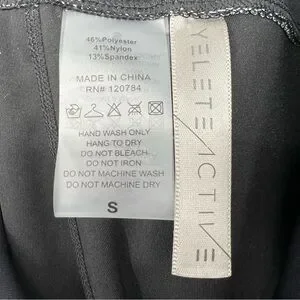 46%Polyester
41%Nylon
13%Spandex
MADE IN CHINA
RN# 120784
HAND WASH ONLY
HANG TO DRY
DO NOT BLEACH
DO NOT IRON
DO NOT MACHINE WASH
DO NOT MACHINE DRY
S
YELETE ACTIVE